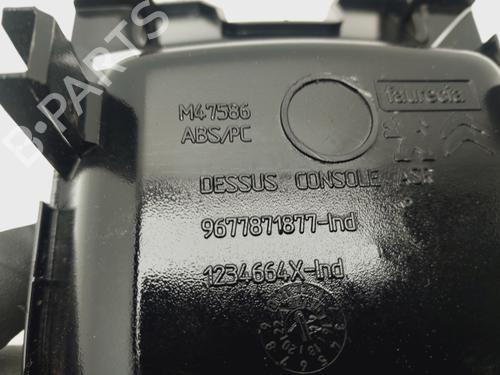 B-PARTS
M47586
ABS/PC
faurecia
DESSUS CONSOLE ASR
9677871877-Ind
1234664X-Ind